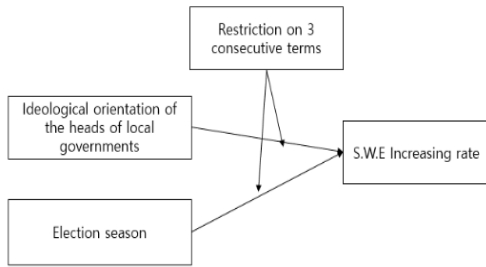 Restriction on 3
consecutive terms
Ideological orientation of
the heads of local
governments
S.W.E Increasing rate
Election season